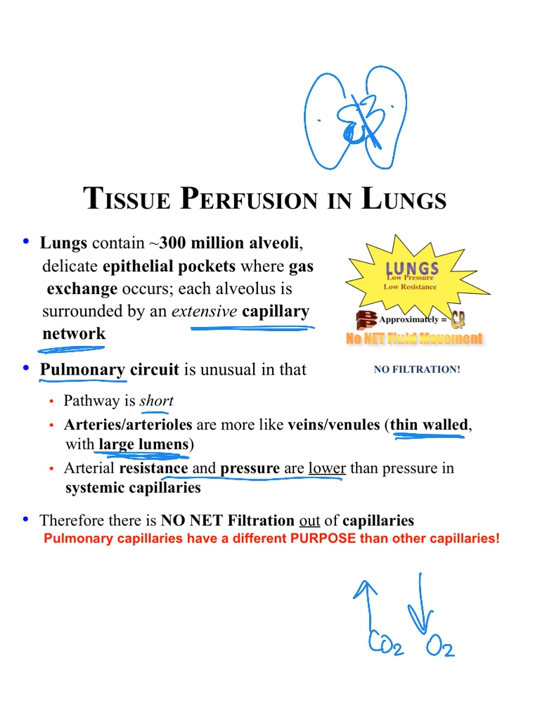 TISSUE PERFUSION IN LUNGS
• Lungs contain ~300 million alveoli,
delicate epithelial pockets where gas
exchange occurs; each alveolus is
surrounded by an extensive capillary
network
LUNGS
Low Pressure
Low Resistance
BP Approximately = CP
No NET Fluid Movement
NO FILTRATION!
• Pulmonary circuit is unusual in that
• Pathway is short
• Arteries/arterioles are more like veins/venules (thin walled,
with large lumens)
• Arterial resistance and pressure are lower than pressure in
systemic capillaries
• Therefore there is NO NET Filtration out of capillaries
Pulmonary capillaries have a different PURPOSE than other capillaries!
CO2 O2